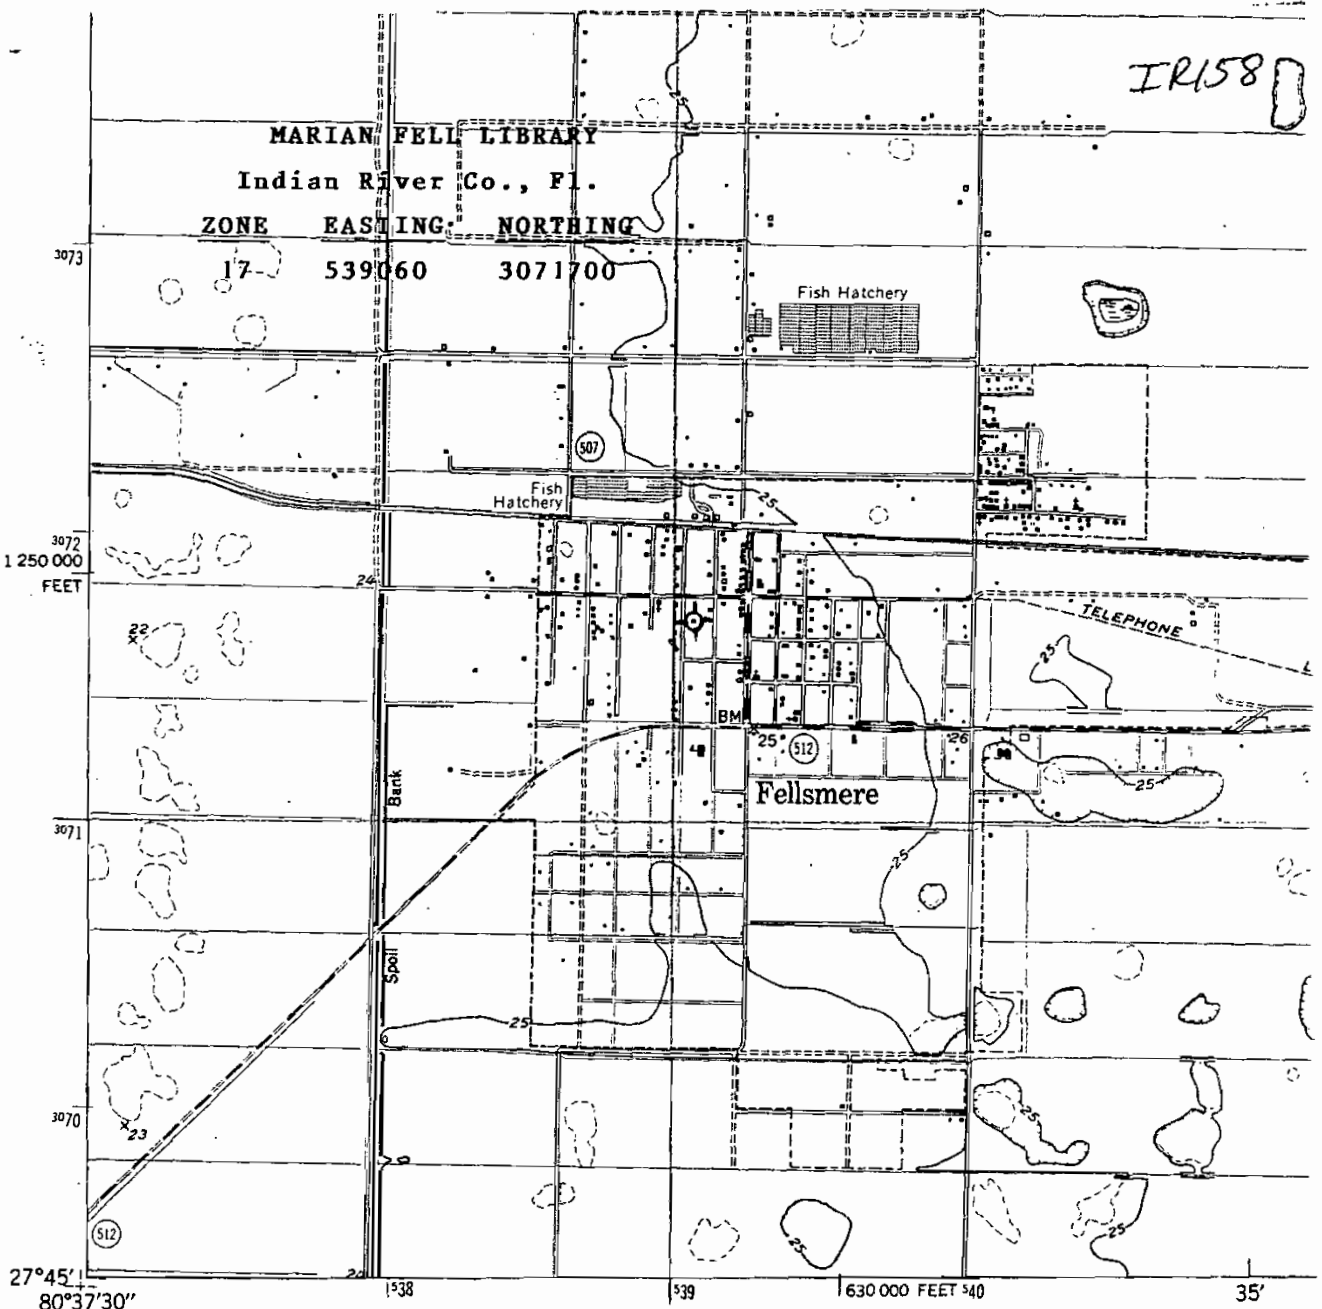 IR158
MARIAN FELL LIBRARY
Indian River Co., Fl.
ZONE EASTING NORTHING
17 539060 3071700
3073
Fish Hatchery
507
Fish
Hatchery
25
3072
1 250 000
FEET
24
22
TELEPHONE
L
25
BM
25
512
26
Bank
Fellsmere
25
3071
25
Spoil
25
3070
23
25
512
25
25
27°45'
80°37'30"
538
539
630 000 FEET
540
35'